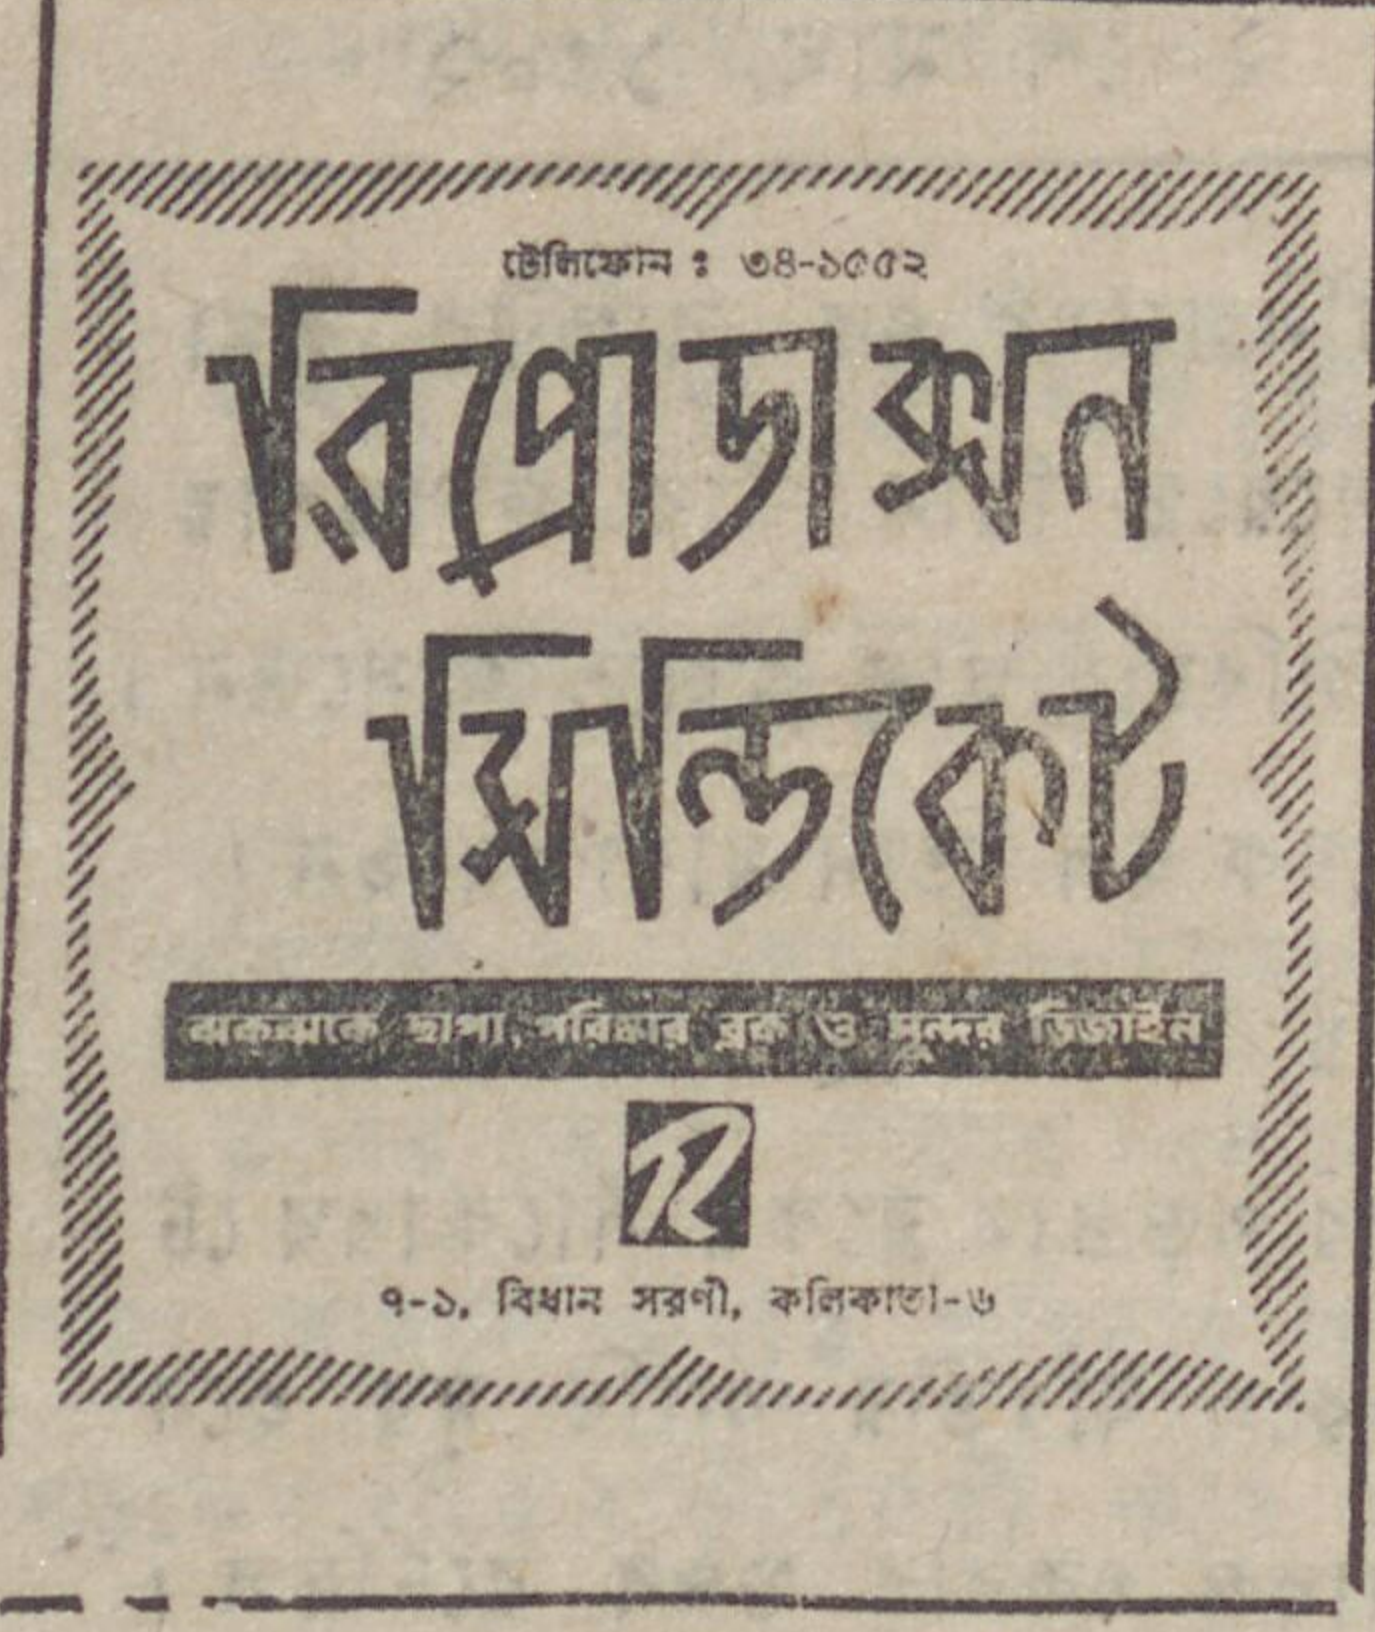 টেলিফোন : ৩৪-১৫৫২
রিপ্রোডাক্সন
সিন্ডিকেট
ঝকঝকে ছাপা, পরিষ্কার ব্লক ও সুন্দর ডিজাইন
R
৭-১, বিধান সরণী, কলিকাতা-৬